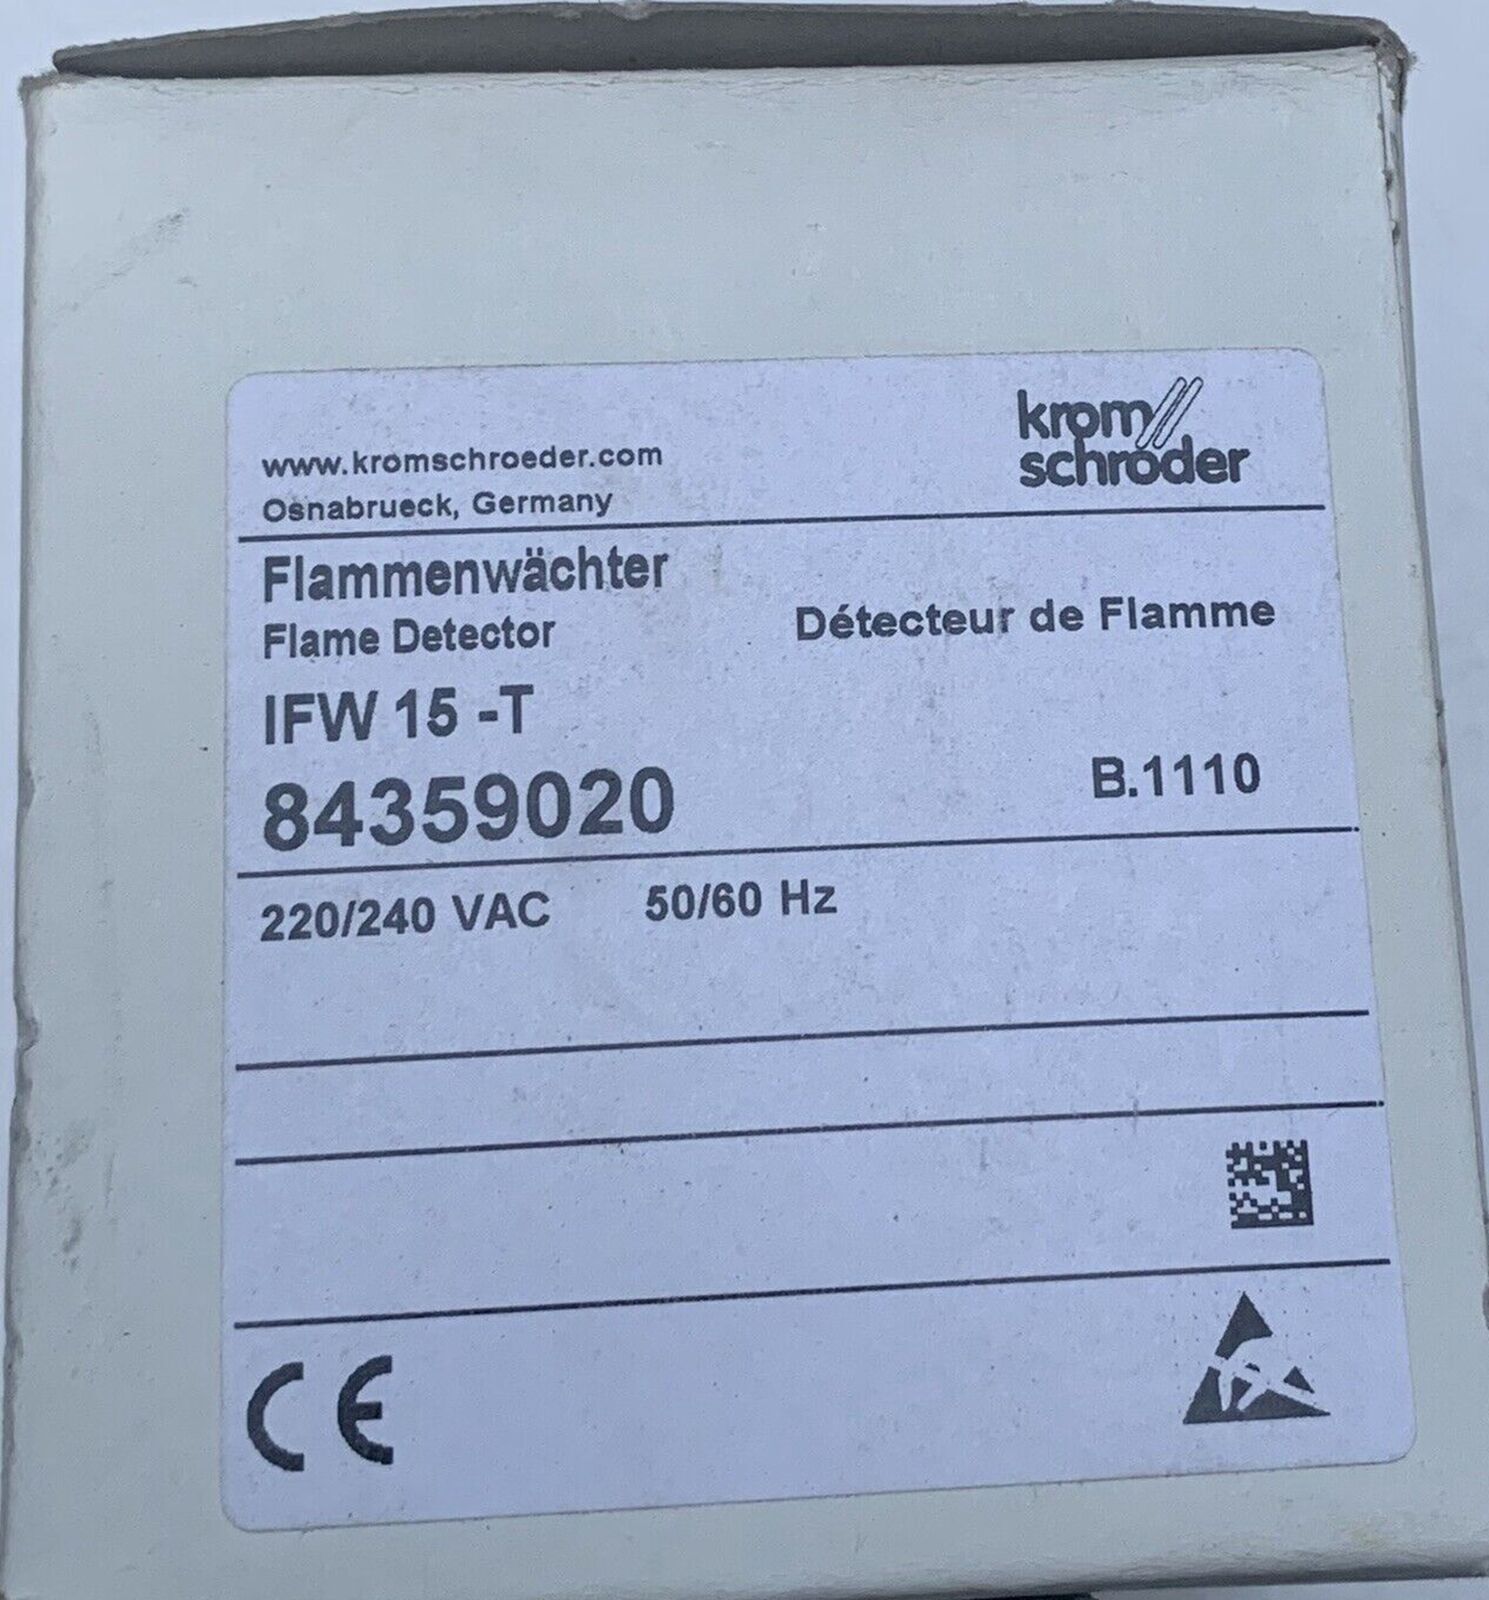 krom
schröder
www.kromschroeder.com
Osnabrueck, Germany
Flammenwächter
Flame Detector
Détecteur de Flamme
IFW 15 -T
84359020
B.1110
220/240 VAC 50/60 Hz
CE